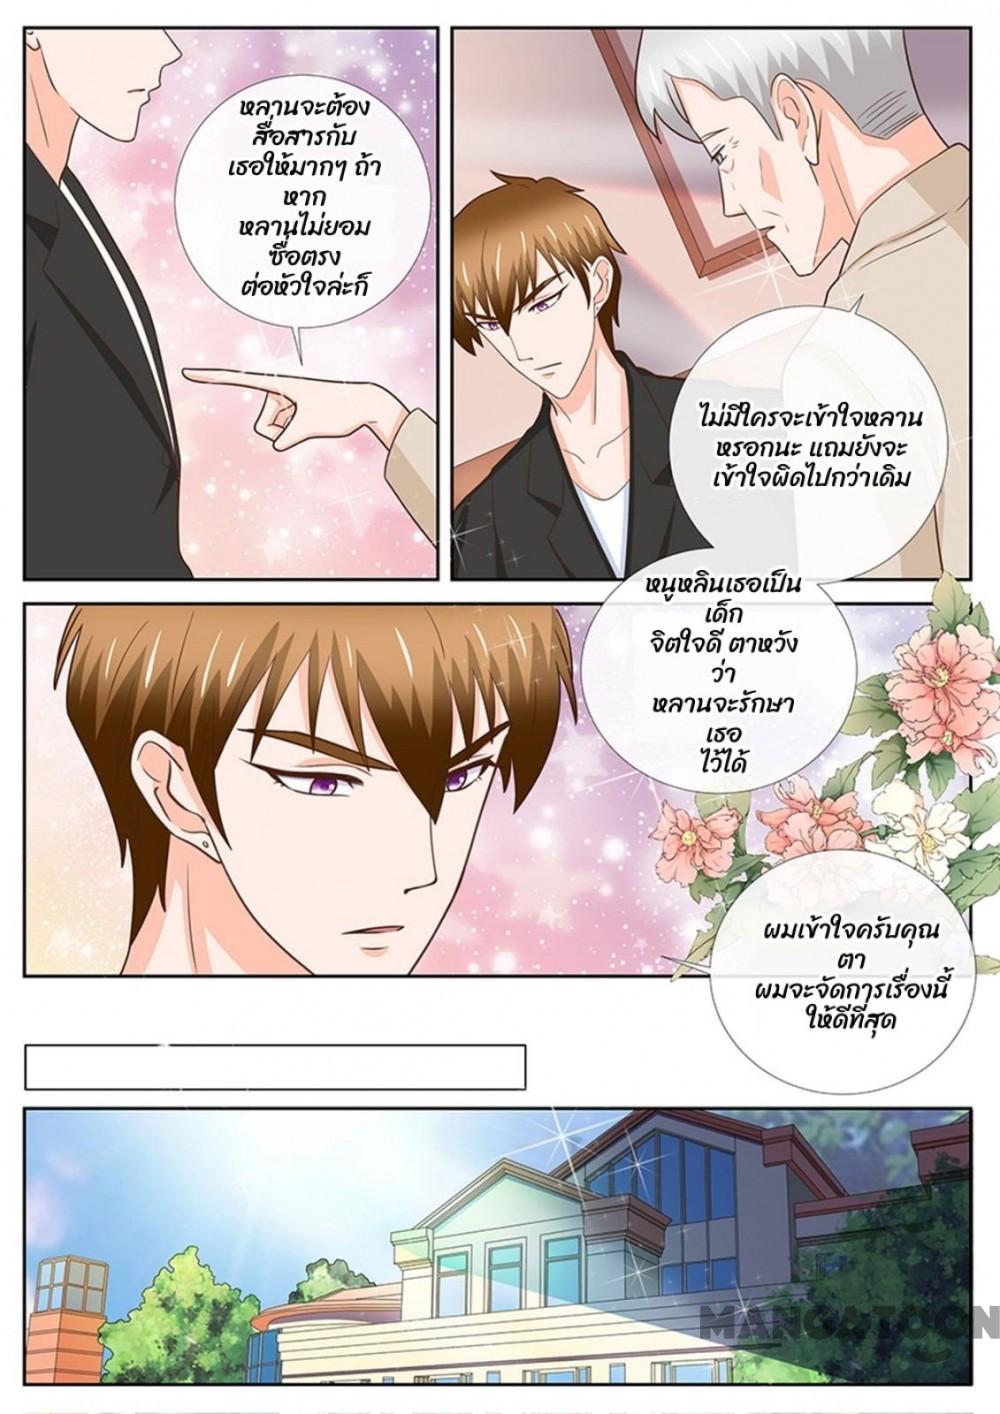 หลานจะต้อง
สื่อสารกับ
เธอให้มากๆ ถ้า
หาก
หลานไม่ยอม
ซื่อตรง
ต่อหัวใจล่ะก็
ไม่มีใครจะเข้าใจหลาน
หรอกนะ แถมยังจะ
เข้าใจผิดไปกว่าเดิม
หนูหลินเธอเป็น
เด็ก
จิตใจดี ตาหวัง
ว่า
หลานจะรักษา
เธอ
ไว้ได้
ผมเข้าใจครับคุณ
ตา
ผมจะจัดการเรื่องนี้
ให้ดีที่สุด
MANGATOON